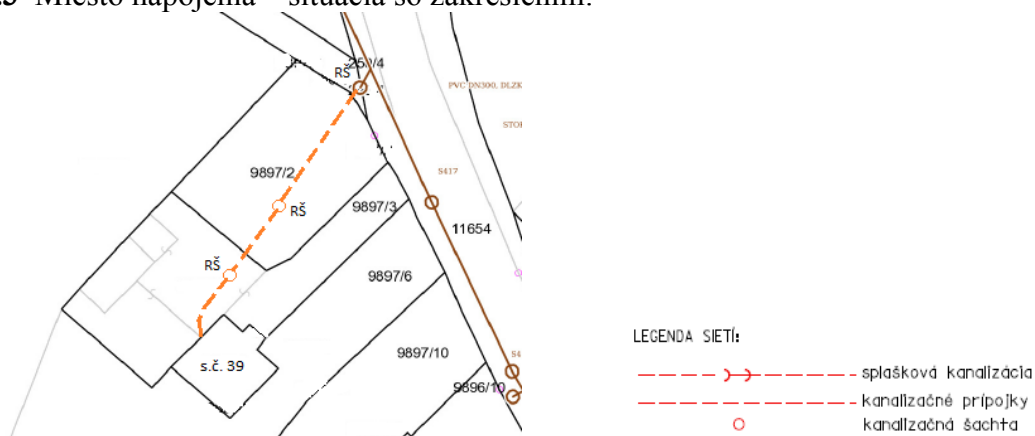 Miesto napojenia – situácia so zakreslením:
RŠ
PVC DN300, DLZK
9897/2
S417
RŠ
9897/3
11654
RŠ
9897/6
LEGENDA SIETÍ:
s.č. 39
9897/10
splašková kanalizácia
9896/10
kanalizačné prípojky
kanalizačná šachta